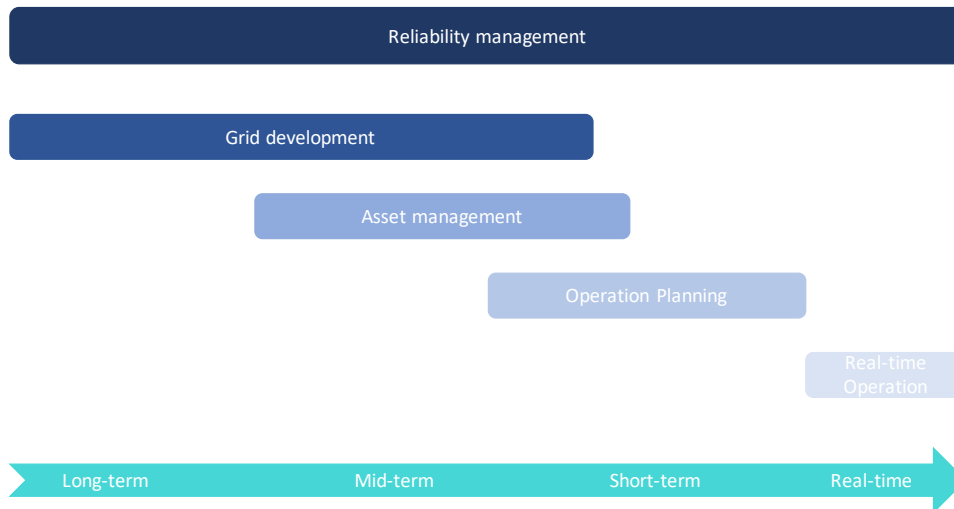 Reliability management
Grid development
Asset management
Operation Planning
Real-time
Operation
Long-term
Mid-term
Short-term
Real-time